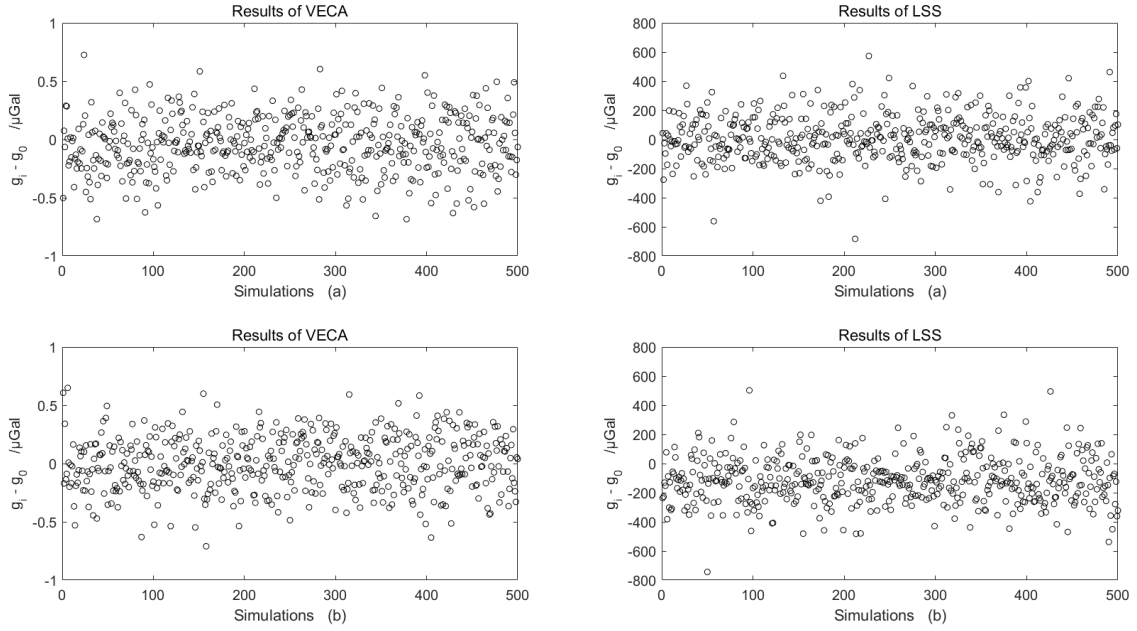 Results of VECA
1
0.5
0
-0.5
-1
g_i - g_0 /μGal
0 100 200 300 400 500
Simulations (a)
Results of LSS
800
600
400
200
0
-200
-400
-600
-800
g_i - g_0 /μGal
0 100 200 300 400 500
Simulations (a)
Results of VECA
1
0.5
0
-0.5
-1
g_i - g_0 /μGal
0 100 200 300 400 500
Simulations (b)
Results of LSS
800
600
400
200
0
-200
-400
-600
-800
g_i - g_0 /μGal
0 100 200 300 400 500
Simulations (b)